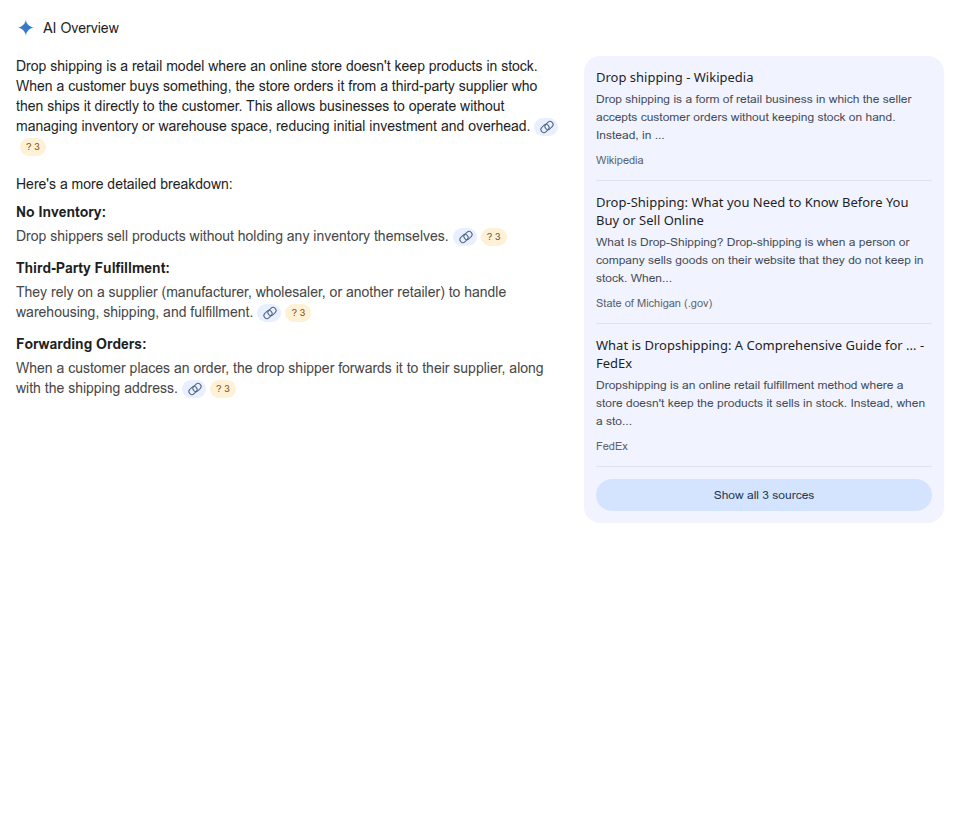 AI Overview
Drop shipping is a retail model where an online store doesn't keep products in stock.
When a customer buys something, the store orders it from a third-party supplier who
then ships it directly to the customer. This allows businesses to operate without
managing inventory or warehouse space, reducing initial investment and overhead.
? 3
Here's a more detailed breakdown:
No Inventory:
Drop shippers sell products without holding any inventory themselves. ? 3
Third-Party Fulfillment:
They rely on a supplier (manufacturer, wholesaler, or another retailer) to handle
warehousing, shipping, and fulfillment. ? 3
Forwarding Orders:
When a customer places an order, the drop shipper forwards it to their supplier, along
with the shipping address. ? 3
Drop shipping - Wikipedia
Drop shipping is a form of retail business in which the seller
accepts customer orders without keeping stock on hand.
Instead, in ...
Wikipedia
Drop-Shipping: What you Need to Know Before You
Buy or Sell Online
What Is Drop-Shipping? Drop-shipping is when a person or
company sells goods on their website that they do not keep in
stock. When...
State of Michigan (.gov)
What is Dropshipping: A Comprehensive Guide for ... -
FedEx
Dropshipping is an online retail fulfillment method where a
store doesn't keep the products it sells in stock. Instead, when
a sto...
FedEx
Show all 3 sources